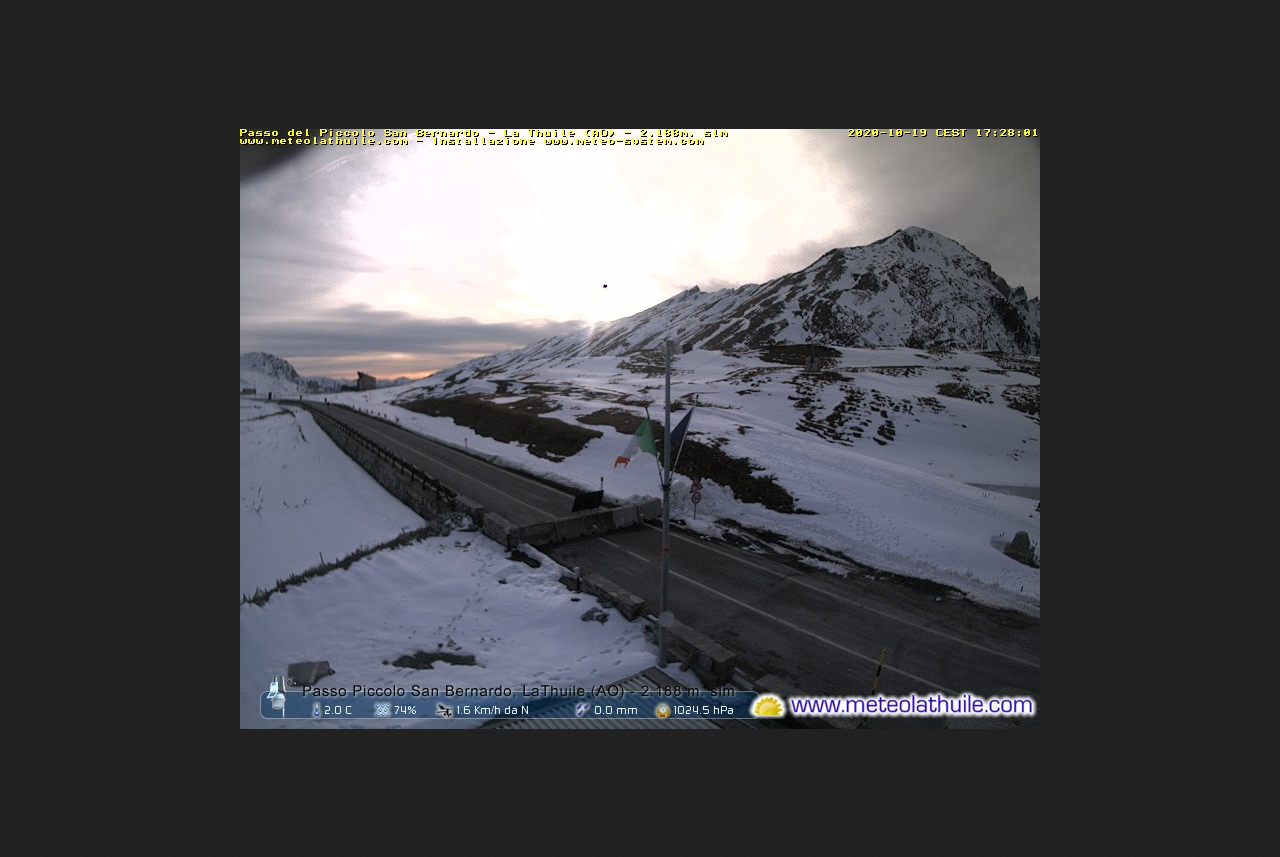 Passo del Piccolo San Bernardo - La Thuile (AO) - 2.188m. slm
2020-10-19 CEST 17:28:01
www.meteolathuile.com - Installazione www.meteo-system.com
Passo Piccolo San Bernardo, LaThuile (AO) - 2.188 m. slm
2.0 C 74% 1.6 Km/h da N 0.0 mm 1024.5 hPa
www.meteolathuile.com